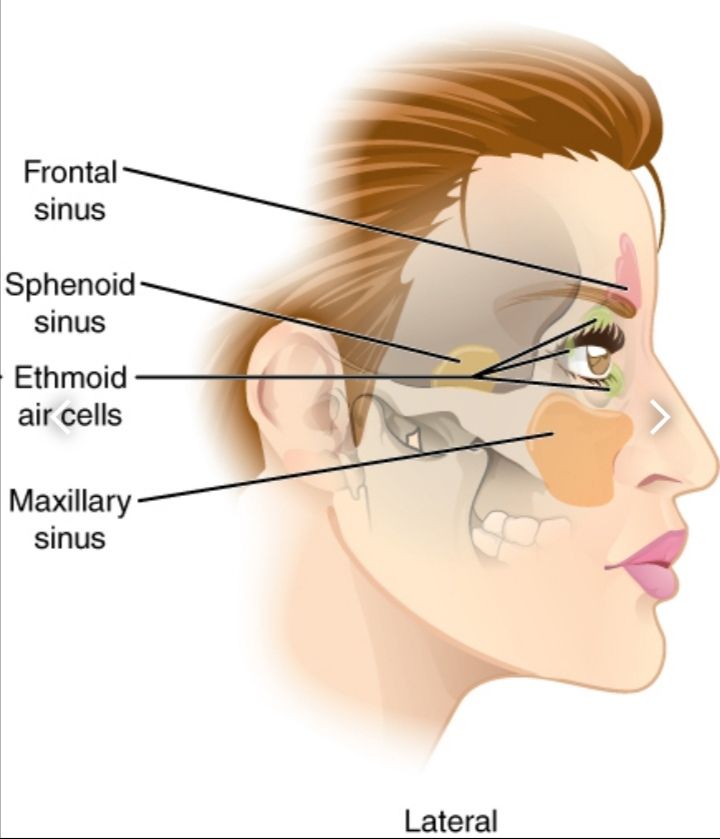 Frontal
sinus
Sphenoid
sinus
Ethmoid
air cells
Maxillary
sinus
Lateral